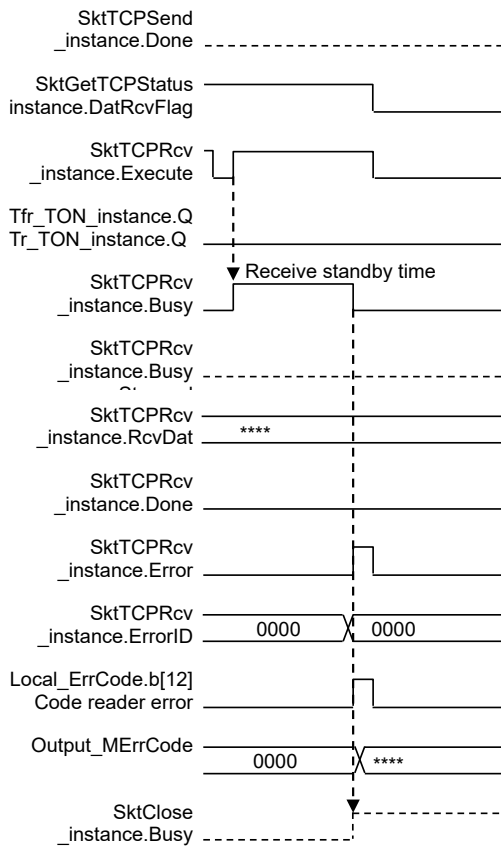 SktTCPSend
_instance.Done
SktGetTCPStatus
instance.DatRcvFlag
SktTCPRcv
_instance.Execute
Tfr_TON_instance.Q
Tr_TON_instance.Q
Receive standby time
SktTCPRcv
_instance.Busy
SktTCPRcv
_instance.Busy
SktTCPRcv
_instance.RcvDat
****
SktTCPRcv
_instance.Done
SktTCPRcv
_instance.Error
SktTCPRcv
_instance.ErrorID
0000 0000
Local_ErrCode.b[12]
Code reader error
Output_MErrCode
0000 ****
SktClose
_instance.Busy